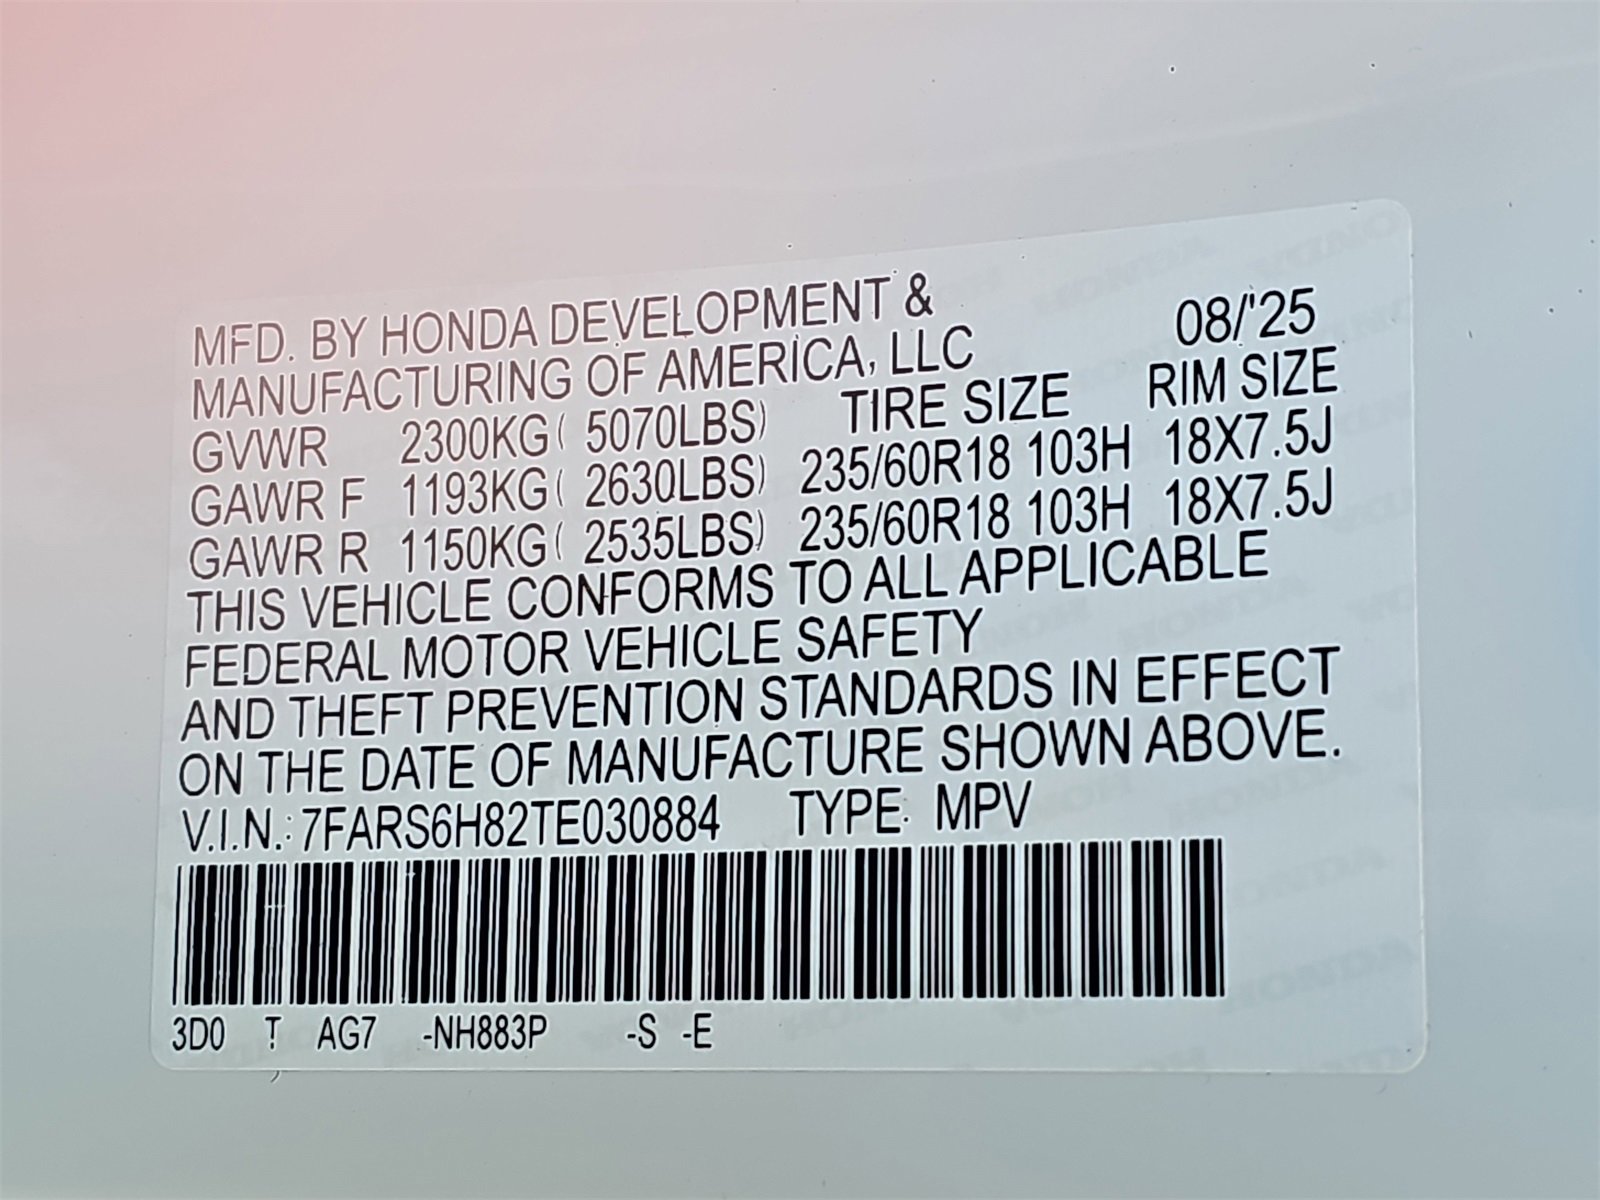 MFD. BY HONDA DEVELOPMENT &
MANUFACTURING OF AMERICA, LLC 08/'25
GVWR 2300KG( 5070LBS) TIRE SIZE RIM SIZE
GAWR F 1193KG( 2630LBS) 235/60R18 103H 18X7.5J
GAWR R 1150KG( 2535LBS) 235/60R18 103H 18X7.5J
THIS VEHICLE CONFORMS TO ALL APPLICABLE
FEDERAL MOTOR VEHICLE SAFETY
AND THEFT PREVENTION STANDARDS IN EFFECT
ON THE DATE OF MANUFACTURE SHOWN ABOVE.
V.I.N.: 7FARS6H82TE030884 TYPE: MPV
3D0 T AG7 -NH883P -S -E